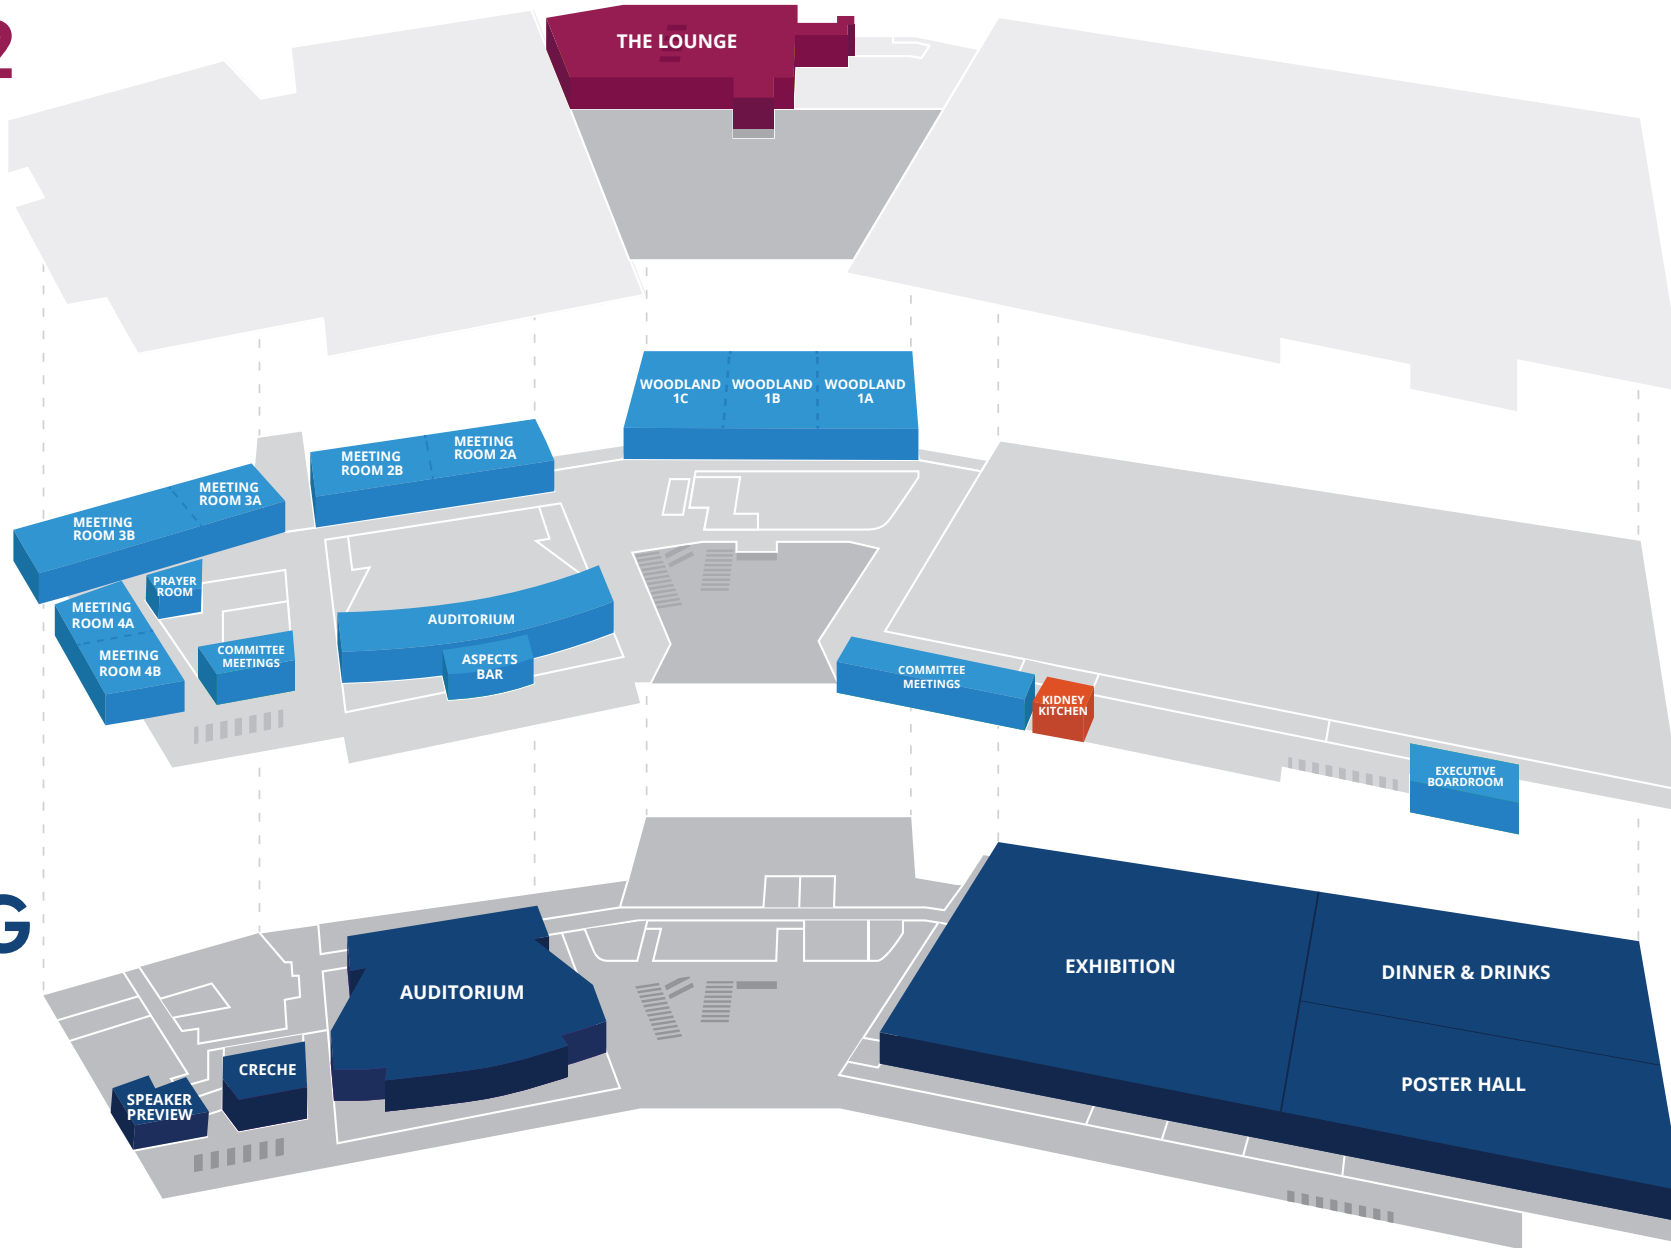 2
THE LOUNGE
WOODLAND
1C
WOODLAND
1B
WOODLAND
1A
MEETING
ROOM 2B
MEETING
ROOM 2A
MEETING
ROOM 3B
MEETING
ROOM 3A
PRAYER
ROOM
MEETING
ROOM 4A
MEETING
ROOM 4B
COMMITTEE
MEETINGS
AUDITORIUM
ASPECTS
BAR
COMMITTEE
MEETINGS
KIDNEY
KITCHEN
EXECUTIVE
BOARDROOM
G
AUDITORIUM
CRECHE
SPEAKER
PREVIEW
EXHIBITION
DINNER & DRINKS
POSTER HALL